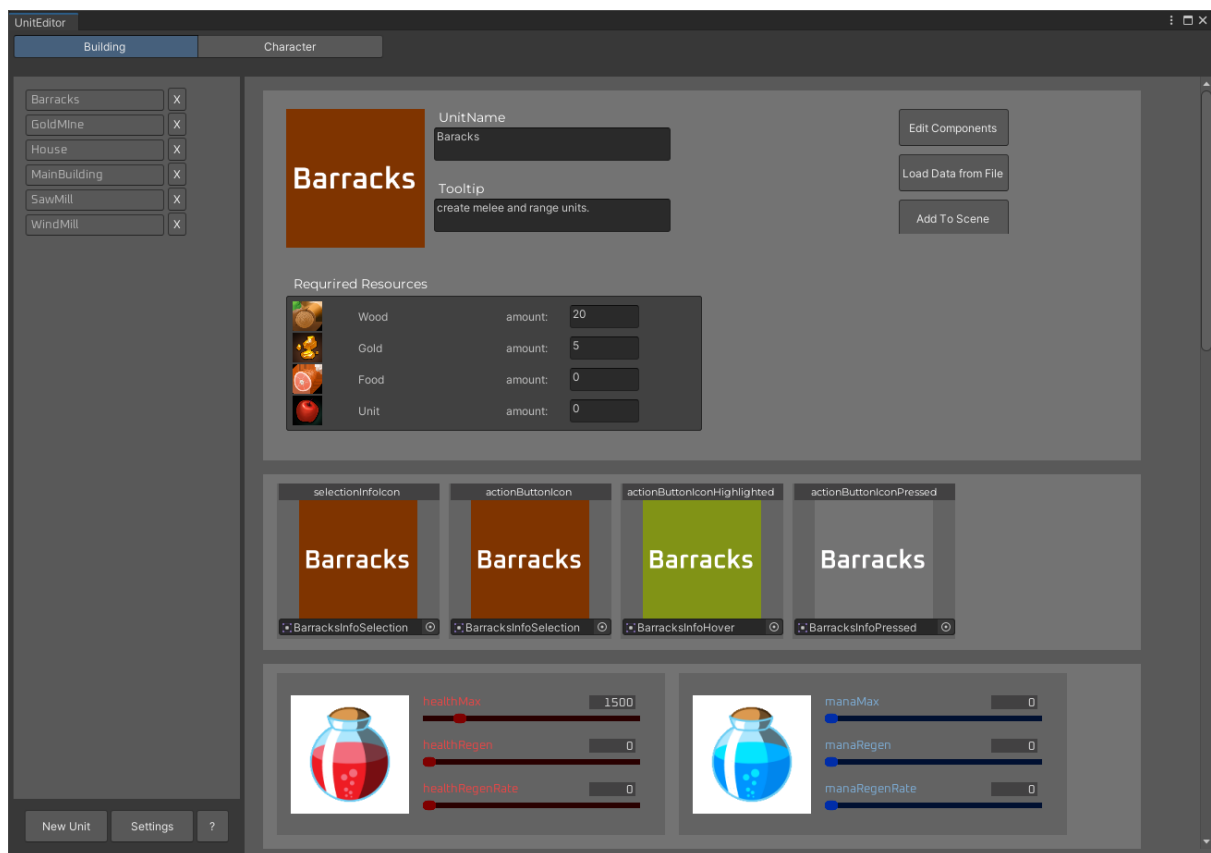 UnitEditor
Building Character
Barracks X
GoldMIne X
House X
MainBuilding X
SawMill X
WindMill X
New Unit Settings ?
Barracks
UnitName
Baracks
Tooltip
create melee and range units.
Edit Components
Load Data from File
Add To Scene
Requrired Resources
Wood amount: 20
Gold amount: 5
Food amount: 0
Unit amount: 0
selectionInfoIcon actionButtonIcon actionButtonIconHighlighted actionButtonIconPressed
Barracks Barracks Barracks Barracks
BarracksInfoSelection BarracksInfoSelection BarracksInfoHover BarracksInfoPressed
healthMax 1500
healthRegen 0
healthRegenRate 0
manaMax 0
manaRegen 0
manaRegenRate 0